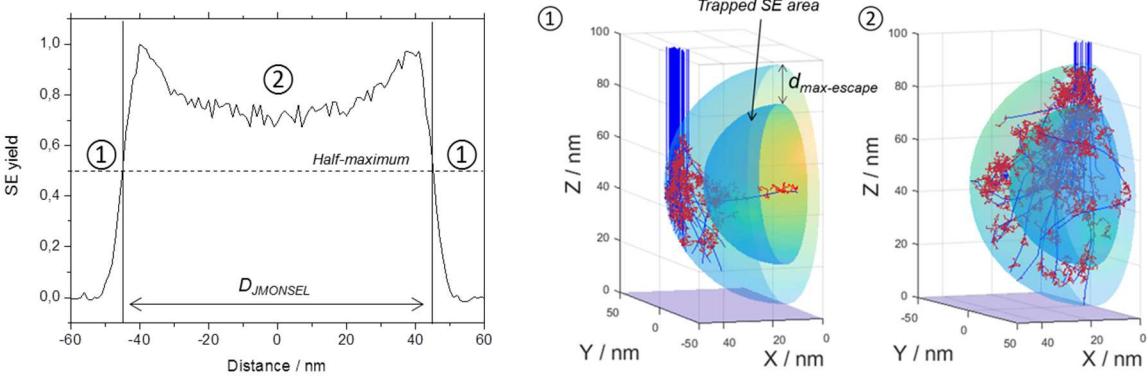 1,0
0,8
0,6
0,4
0,2
0,0
SE yield
①
②
①
Half-maximum
D_JMONSEL
-60 -40 -20 0 20 40 60
Distance / nm
①
Trapped SE area
d_max-escape
100
80
60
40
20
0
Z / nm
50
0
-50 0 20 40
Y / nm
X / nm
②
100
80
60
40
20
0
Z / nm
-50
0
50 40 20 0
Y / nm
X / nm